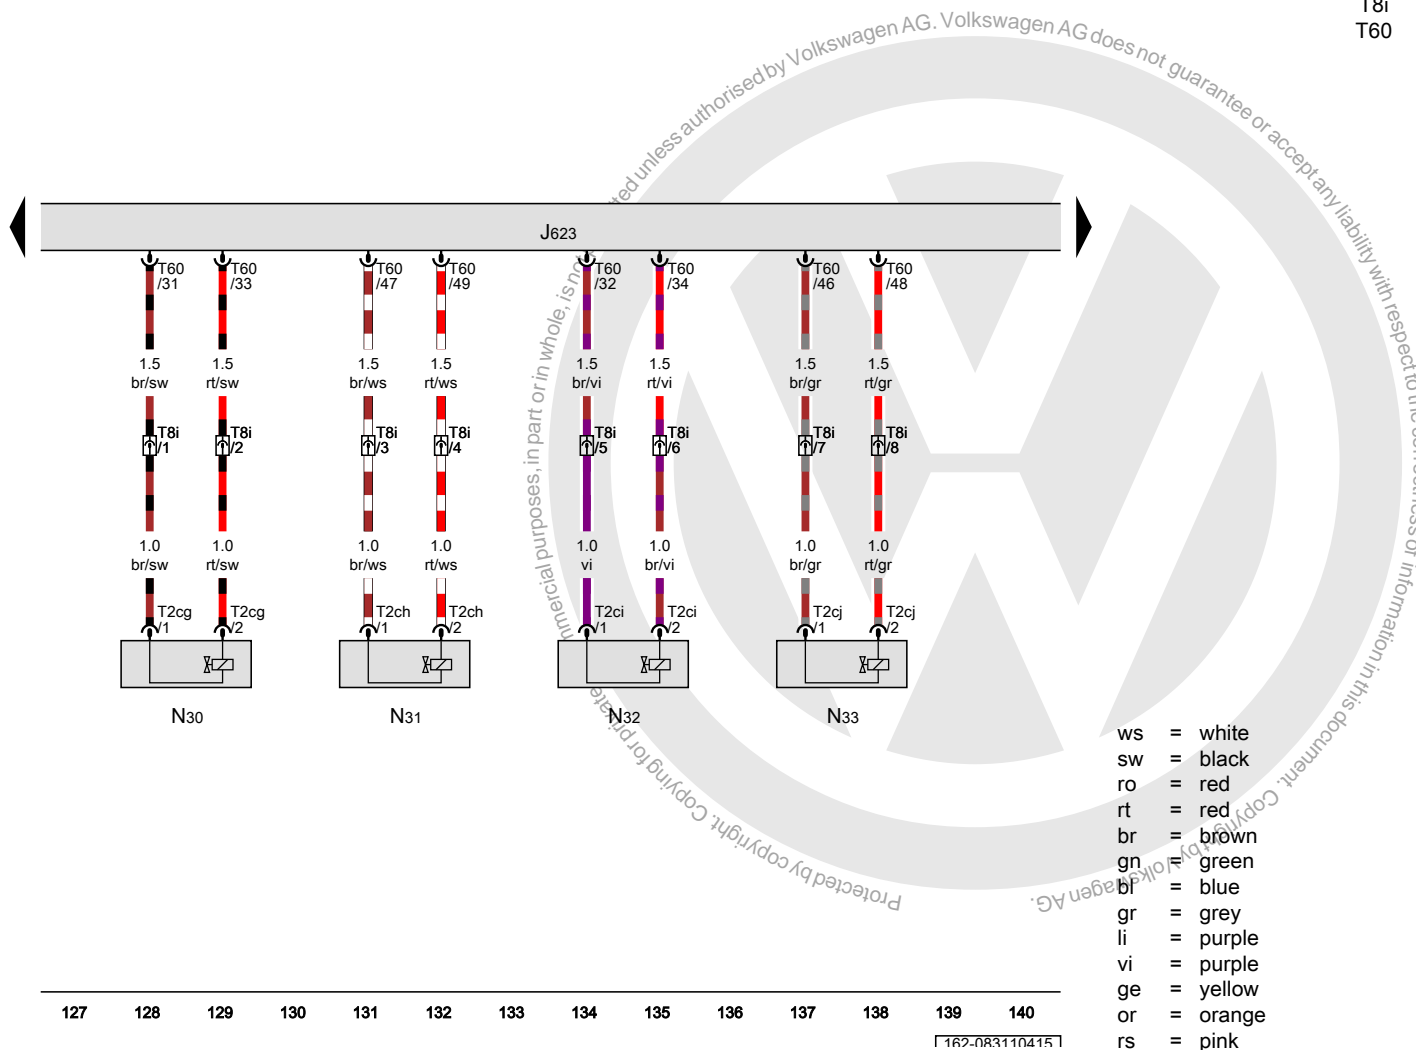 T8i
T60
Protected by copyright. Copying for private
mmercial purposes, in part or in whole, is no
ted unless authorised by Volkswagen AG. Volkswagen AG does not guarantee or accept any liability with respect to the correctness of information in this document. Copyright by Volkswagen AG.
J623
T60 T60 T60 T60 T60 T60 T60 T60
/31 /33 /47 /49 /32 /34 /46 /48
1.5 1.5 1.5 1.5 1.5 1.5 1.5 1.5
br/sw rt/sw br/ws rt/ws br/vi rt/vi br/gr rt/gr
T8i T8i T8i T8i T8i T8i T8i T8i
/1 /2 /3 /4 /5 /6 /7 /8
1.0 1.0 1.0 1.0 1.0 1.0 1.0 1.0
br/sw rt/sw br/ws rt/ws vi br/vi br/gr rt/gr
T2cg T2cg T2ch T2ch T2ci T2ci T2cj T2cj
/1 /2 /1 /2 /1 /2 /1 /2
N30 N31 N32 N33
ws = white
sw = black
ro = red
rt = red
br = brown
gn = green
bl = blue
gr = grey
li = purple
vi = purple
ge = yellow
or = orange
rs = pink
127 128 129 130 131 132 133 134 135 136 137 138 139 140
162-083110415